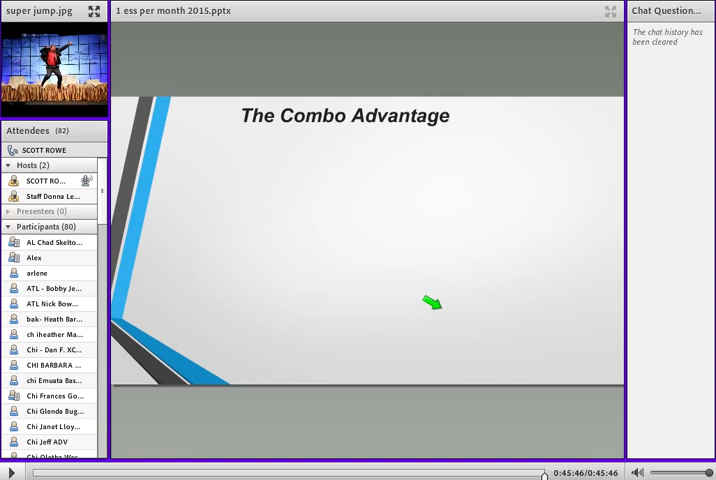 super jump.jpg
1 ess per month 2015.pptx
Chat Question...
The chat history has
been cleared
The Combo Advantage
Attendees (82)
SCOTT ROWE
Hosts (2)
SCOTT RO...
Staff Donna Le...
Presenters (0)
Participants (80)
AL Chad Skelto...
Alex
arlene
ATL - Bobby Je...
ATL Nick Bow...
bak- Heath Bar...
ch iheather Ma...
Chi - Dan F. XC...
CHI BARBARA ...
chi Emuata Bas...
Chi Frances Go...
Chi Glenda Bug...
Chi Janet Lloy...
Chi Jeff ADV
0:45:46/0:45:46